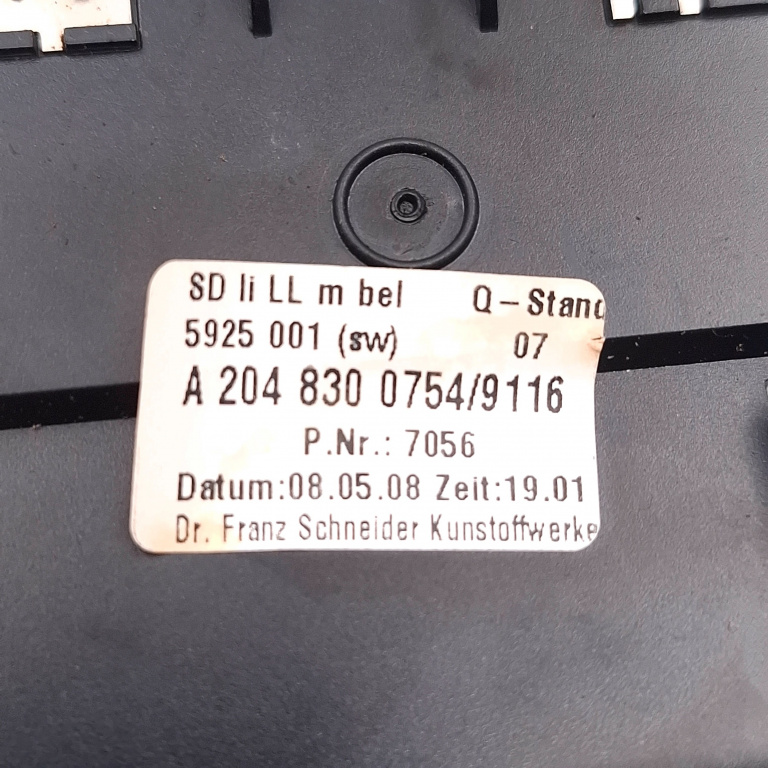 SD li LL m bel Q-Stand
5925 001 (sw) 07
A 204 830 0754/9116
P.Nr.: 7056
Datum:08.05.08 Zeit:19.01
Dr. Franz Schneider Kunstoffwerke